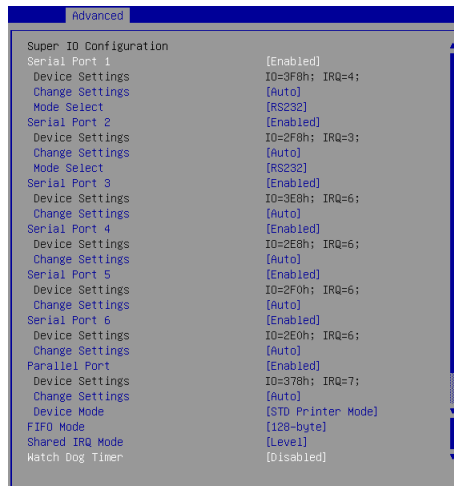 Advanced
Super IO Configuration
Serial Port 1 [Enabled]
Device Settings IO=3F8h; IRQ=4;
Change Settings [Auto]
Mode Select [RS232]
Serial Port 2 [Enabled]
Device Settings IO=2F8h; IRQ=3;
Change Settings [Auto]
Mode Select [RS232]
Serial Port 3 [Enabled]
Device Settings IO=3E8h; IRQ=6;
Change Settings [Auto]
Serial Port 4 [Enabled]
Device Settings IO=2E8h; IRQ=6;
Change Settings [Auto]
Serial Port 5 [Enabled]
Device Settings IO=2F0h; IRQ=6;
Change Settings [Auto]
Serial Port 6 [Enabled]
Device Settings IO=2E0h; IRQ=6;
Change Settings [Auto]
Parallel Port [Enabled]
Device Settings IO=378h; IRQ=7;
Change Settings [Auto]
Device Mode [STD Printer Mode]
FIFO Mode [128-byte]
Shared IRQ Mode [Level]
Watch Dog Timer [Disabled]